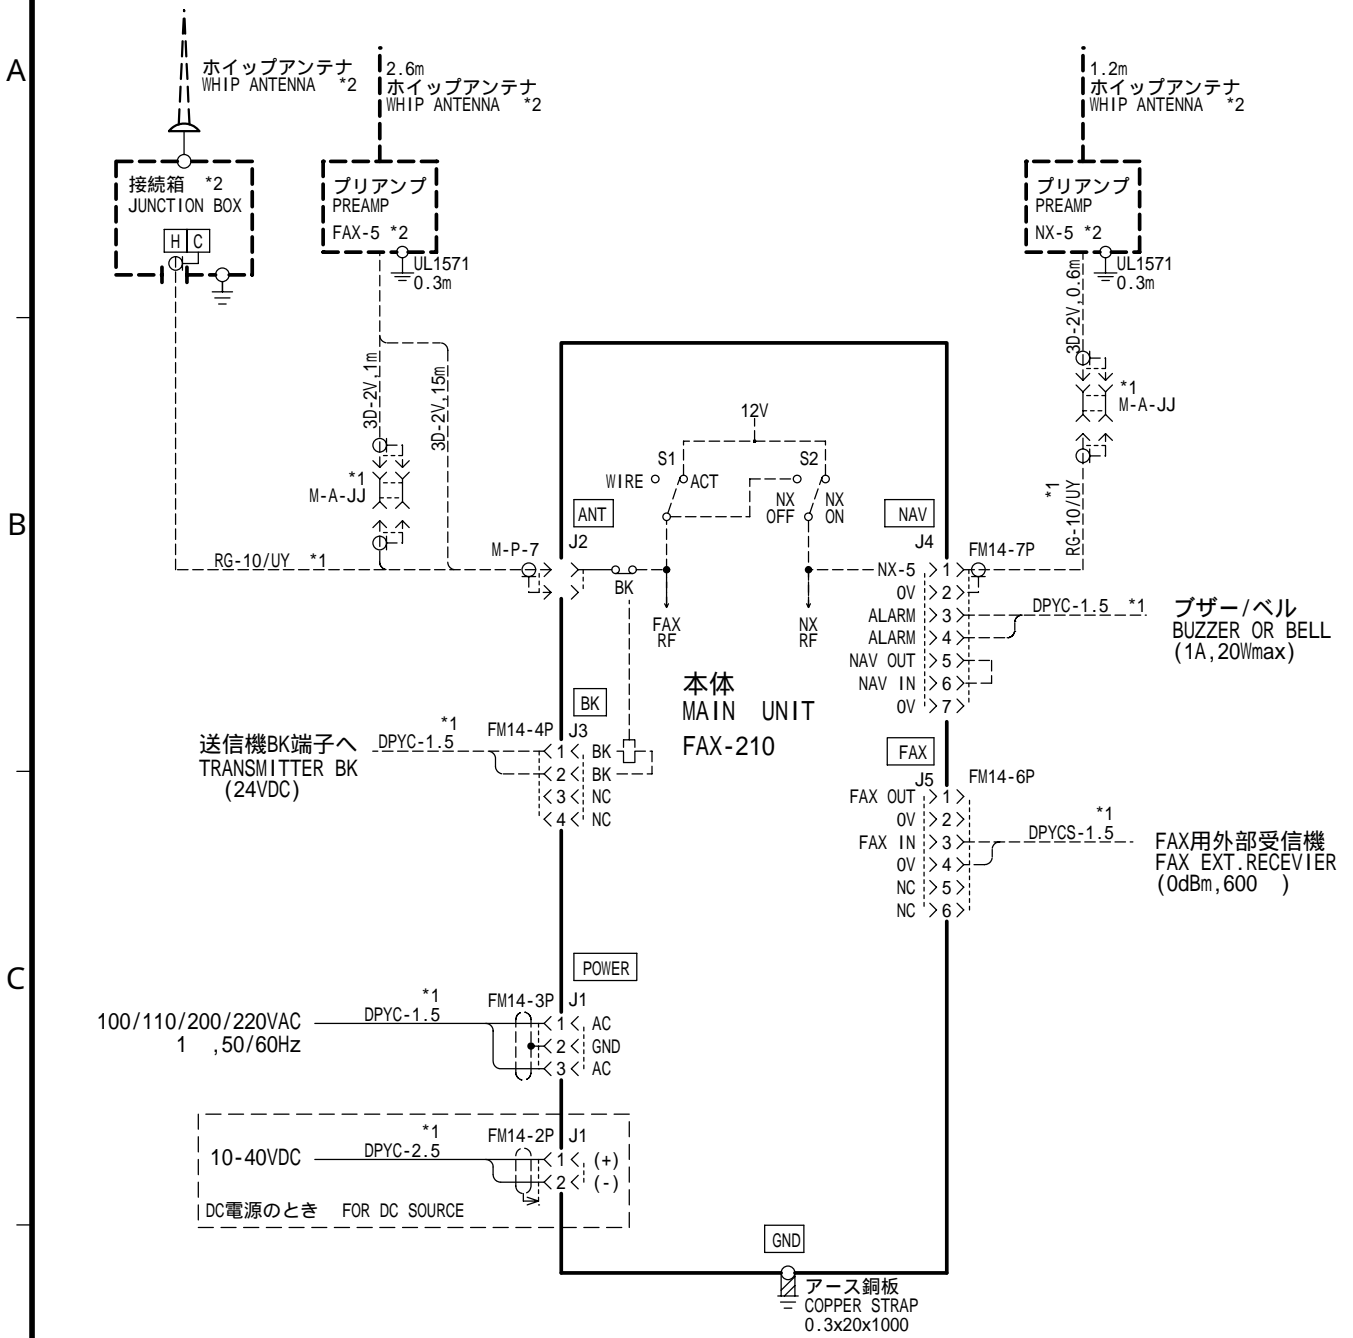 A
B
C
ホイップアンテナ
WHIP ANTENNA *2
2.6m
ホイップアンテナ
WHIP ANTENNA *2
1.2m
ホイップアンテナ
WHIP ANTENNA *2
接続箱 *2
JUNCTION BOX
H C
プリアンプ
PREAMP
FAX-5 *2
UL1571
0.3m
プリアンプ
PREAMP
NX-5 *2
UL1571
0.3m
3D-2V,1m
3D-2V,15m
*1
M-A-JJ
RG-10/UY *1
M-P-7
3D-2V,0.6m
*1
M-A-JJ
*1
RG-10/UY
12V
S1
WIRE
ACT
S2
NX
OFF
NX
ON
ANT
J2
BK
FAX
RF
NX
RF
NAV
J4
FM14-7P
NX-5 1
0V 2
ALARM 3
ALARM 4
NAV OUT 5
NAV IN 6
0V 7
DPYC-1.5 *1
ブザー/ベル
BUZZER OR BELL
(1A,20Wmax)
本体
MAIN UNIT
FAX-210
送信機BK端子へ
TRANSMITTER BK
(24VDC)
*1
DPYC-1.5
FM14-4P
BK
J3
1 BK
2 BK
3 NC
4 NC
FAX
J5
FM14-6P
FAX OUT 1
0V 2
FAX IN 3
0V 4
NC 5
NC 6
*1
DPYCS-1.5
FAX用外部受信機
FAX EXT.RECEVIER
(0dBm,600 )
POWER
100/110/200/220VAC
1 ,50/60Hz
*1
DPYC-1.5
FM14-3P
J1
1 AC
2 GND
3 AC
10-40VDC
*1
DPYC-2.5
FM14-2P
J1
1 (+)
2 (-)
DC電源のとき FOR DC SOURCE
GND
アース銅板
COPPER STRAP
0.3x20x1000